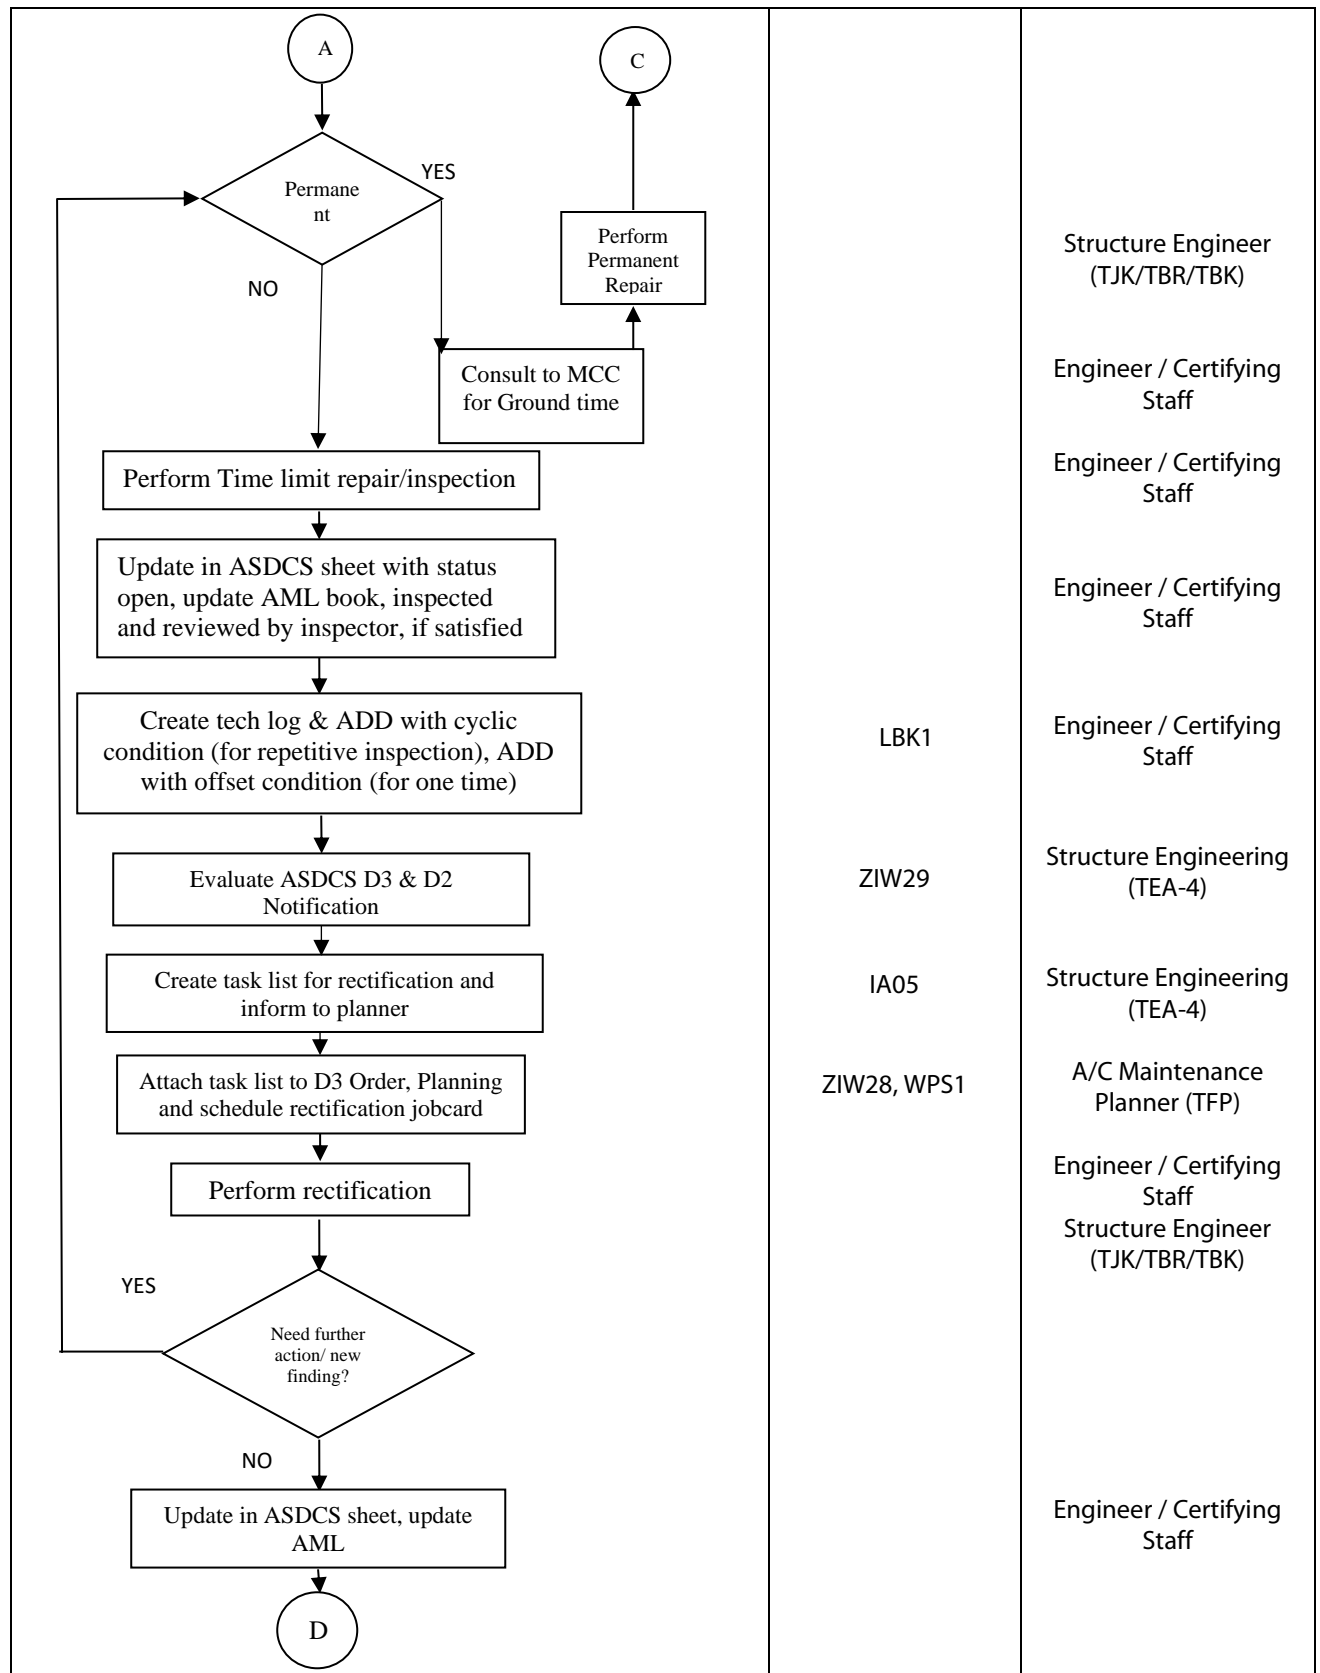 A
C
Permane
nt
YES
NO
Perform
Permanent
Repair
Structure Engineer
(TJK/TBR/TBK)
Consult to MCC
for Ground time
Engineer / Certifying
Staff
Perform Time limit repair/inspection
Engineer / Certifying
Staff
Update in ASDCS sheet with status
open, update AML book, inspected
and reviewed by inspector, if satisfied
Engineer / Certifying
Staff
Create tech log & ADD with cyclic
condition (for repetitive inspection), ADD
with offset condition (for one time)
LBK1
Engineer / Certifying
Staff
Evaluate ASDCS D3 & D2
Notification
ZIW29
Structure Engineering
(TEA-4)
Create task list for rectification and
inform to planner
IA05
Structure Engineering
(TEA-4)
Attach task list to D3 Order, Planning
and schedule rectification jobcard
ZIW28, WPS1
A/C Maintenance
Planner (TFP)
Perform rectification
Engineer / Certifying
Staff
Structure Engineer
(TJK/TBR/TBK)
YES
Need further
action/ new
finding?
NO
Update in ASDCS sheet, update
AML
Engineer / Certifying
Staff
D